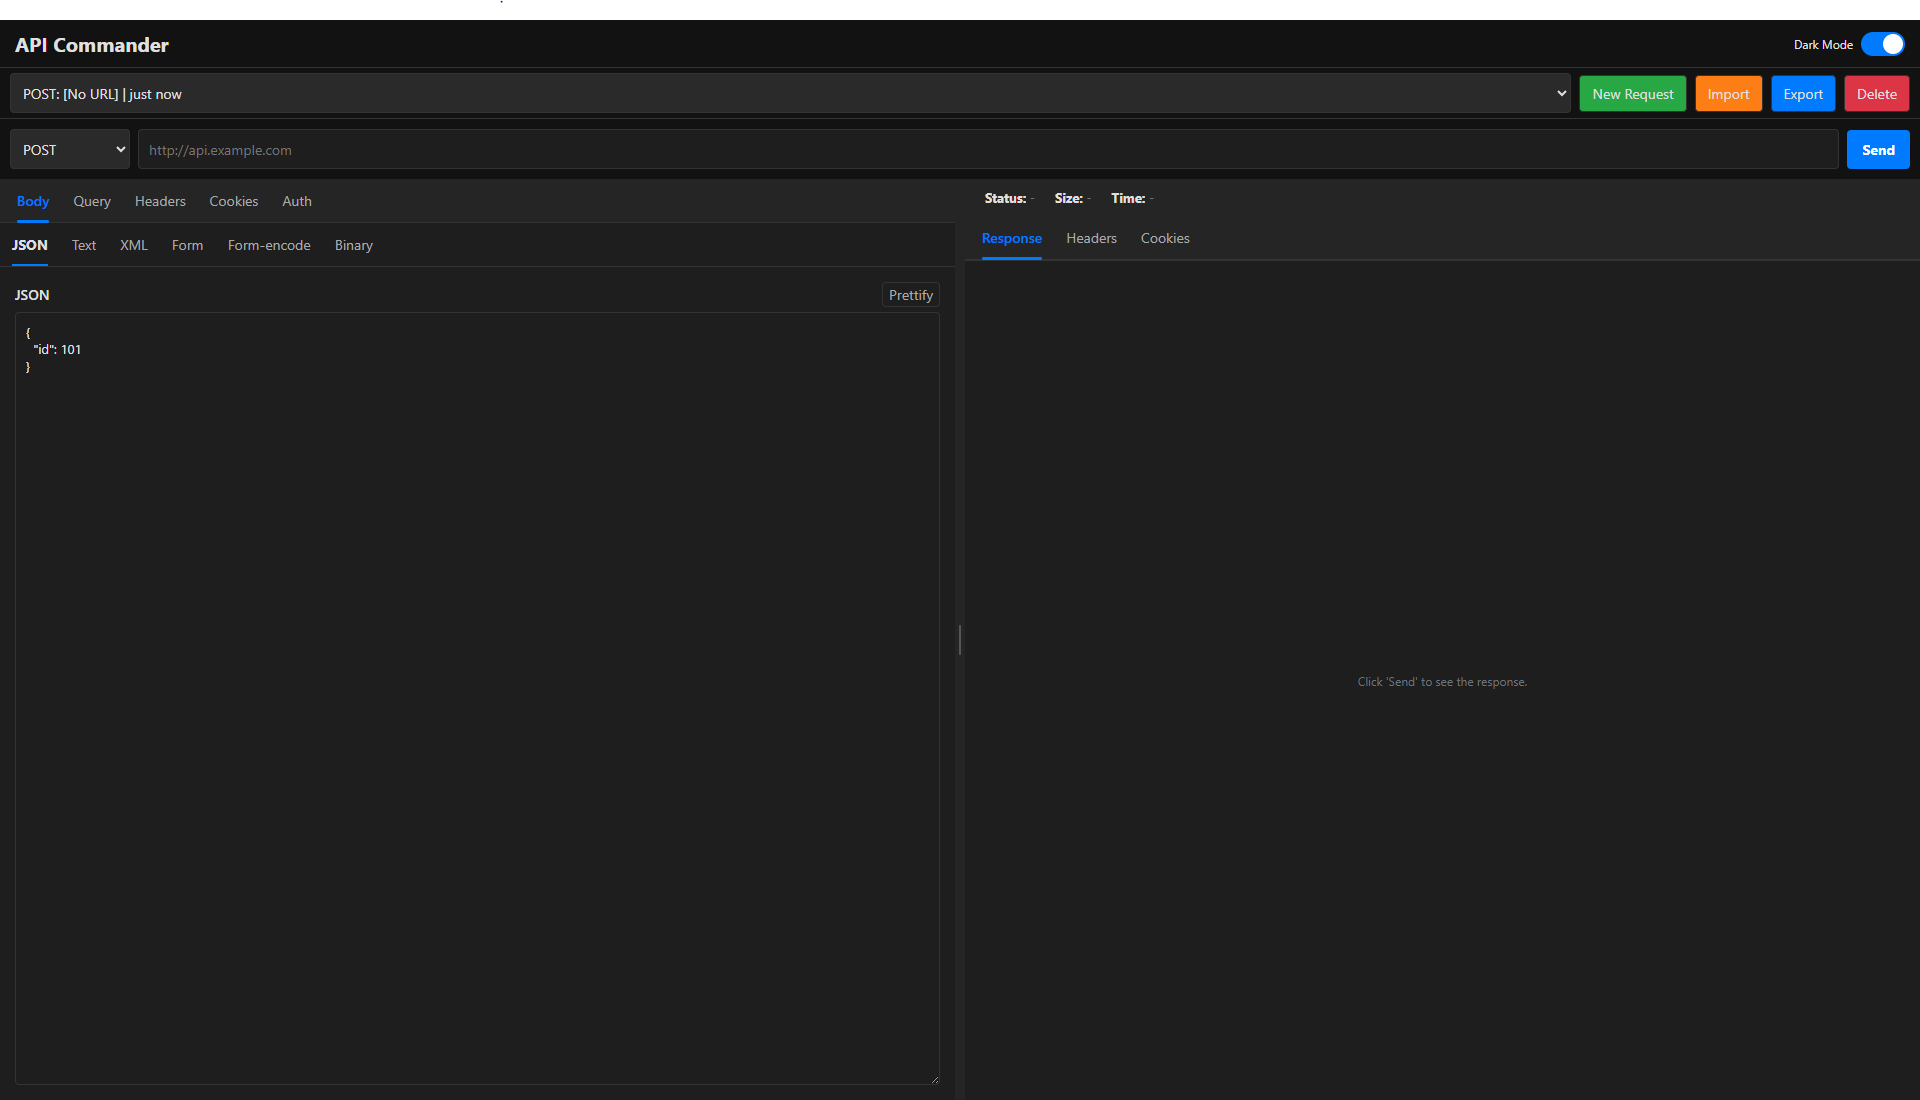 API Commander
Dark Mode
POST: [No URL] | just now
New Request
Import
Export
Delete
POST
http://api.example.com
Send
Body
Query
Headers
Cookies
Auth
JSON
Text
XML
Form
Form-encode
Binary
JSON
Prettify
{
"id": 101
}
Status: -
Size: -
Time: -
Response
Headers
Cookies
Click 'Send' to see the response.